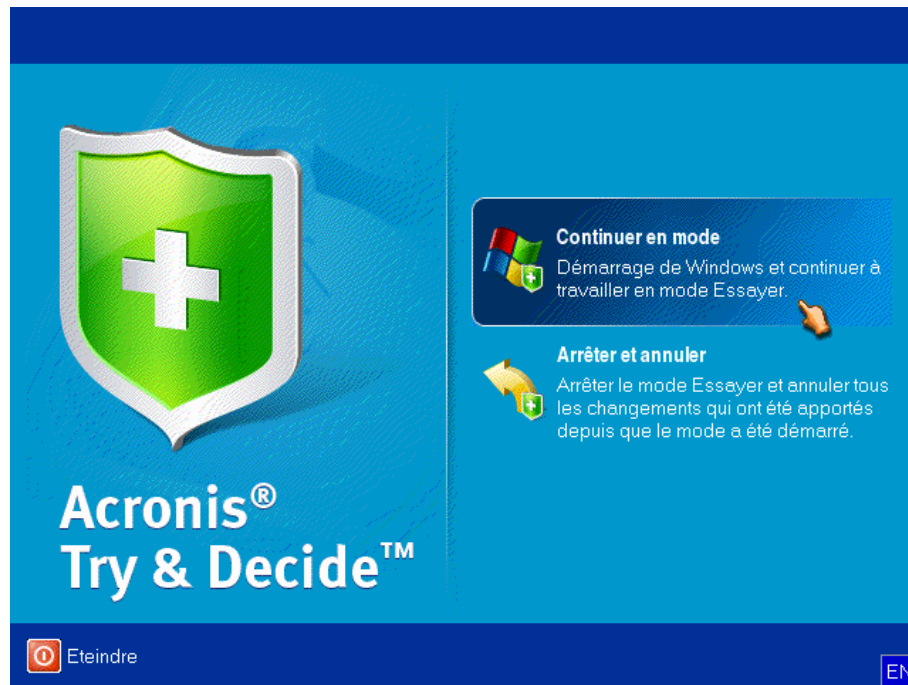 Acronis®
Try & Decide™
Continuer en mode
Démarrage de Windows et continuer à
travailler en mode Essayer.
Arrêter et annuler
Arrêter le mode Essayer et annuler tous
les changements qui ont été apportés
depuis que le mode a été démarré.
Eteindre
EN